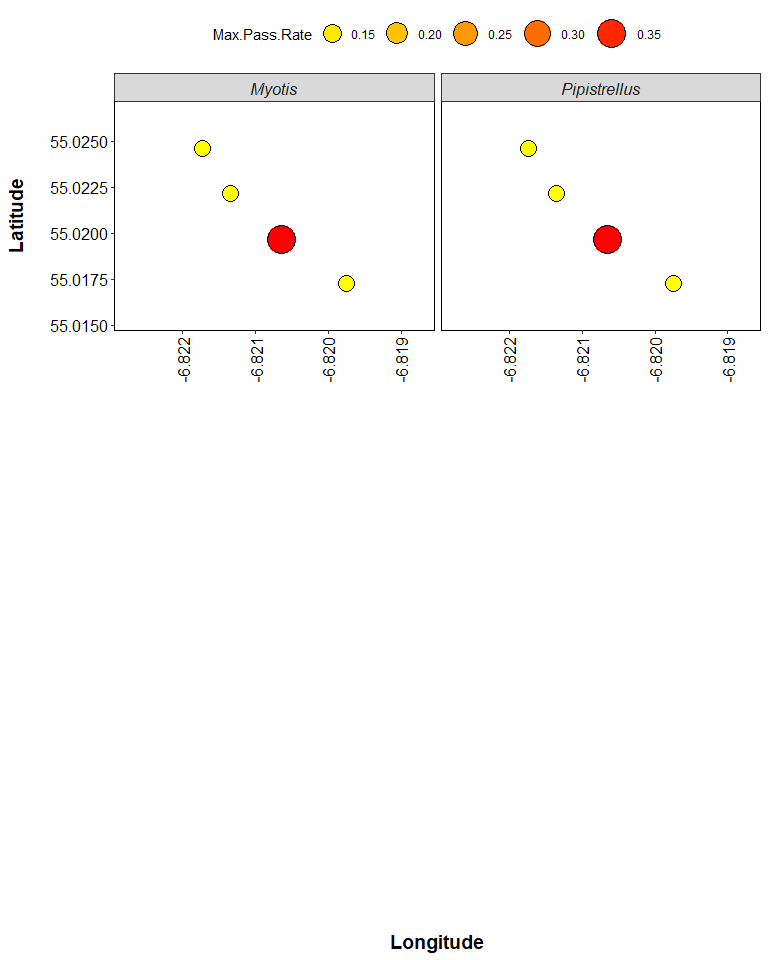 Max.Pass.Rate 0.15 0.20 0.25 0.30 0.35
Myotis Pipistrellus
Latitude
55.0250
55.0225
55.0200
55.0175
55.0150
-6.822 -6.821 -6.820 -6.819 -6.822 -6.821 -6.820 -6.819
Longitude